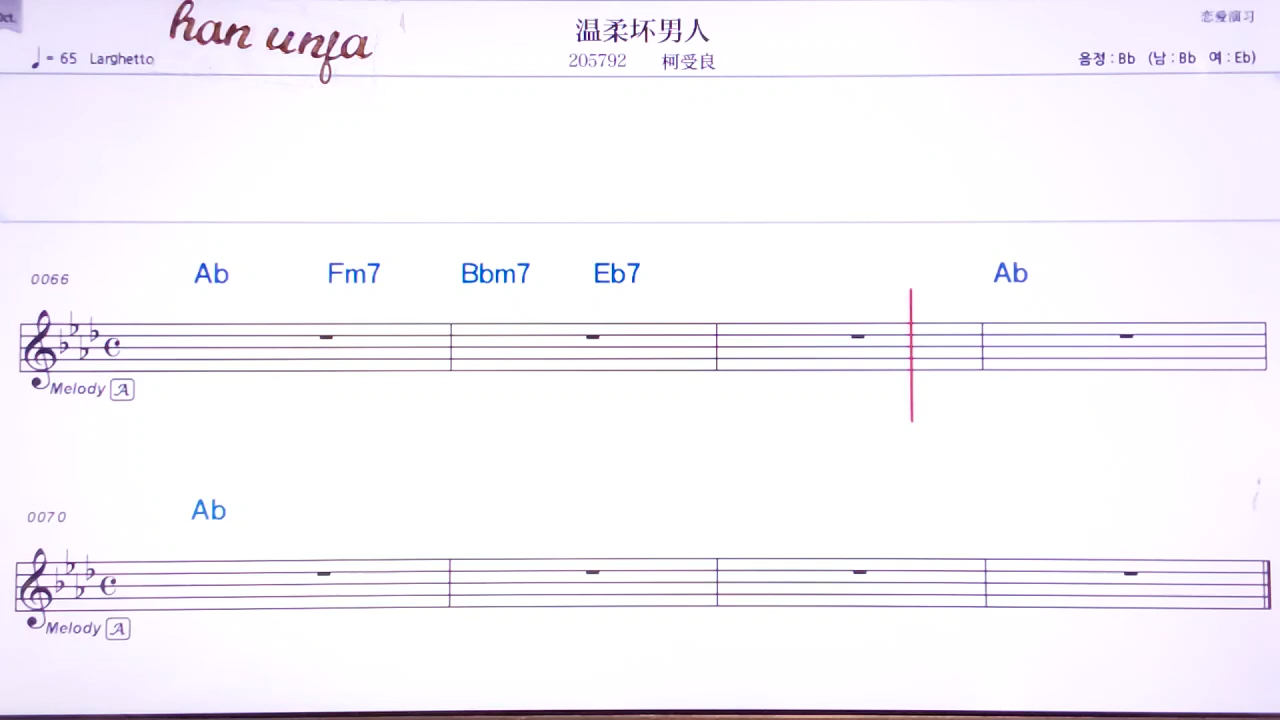 han unfa
温柔坏男人
恋爱演习
♩= 65 Larghetto
205792 柯受良
음정 : Bb (남 : Bb 여 : Eb)
0066 Ab Fm7 Bbm7 Eb7 Ab
Melody A
0070 Ab
Melody A